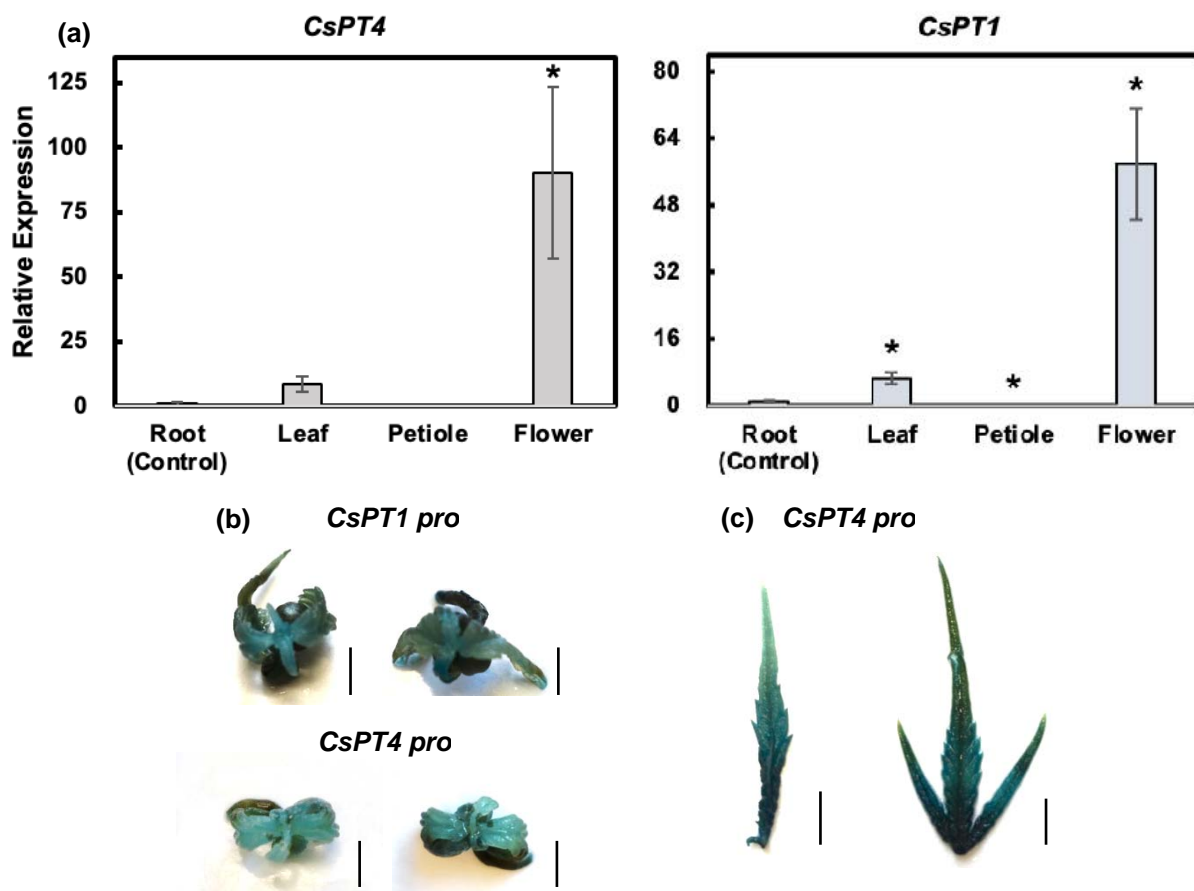 (a)
CsPT4
CsPT1
Relative Expression
125
100
75
50
25
0
*
Root
(Control)
Leaf
Petiole
Flower
80
64
48
32
16
0
*
*
*
Root
(Control)
Leaf
Petiole
Flower
(b)
CsPT1 pro
CsPT4 pro
(c)
CsPT4 pro